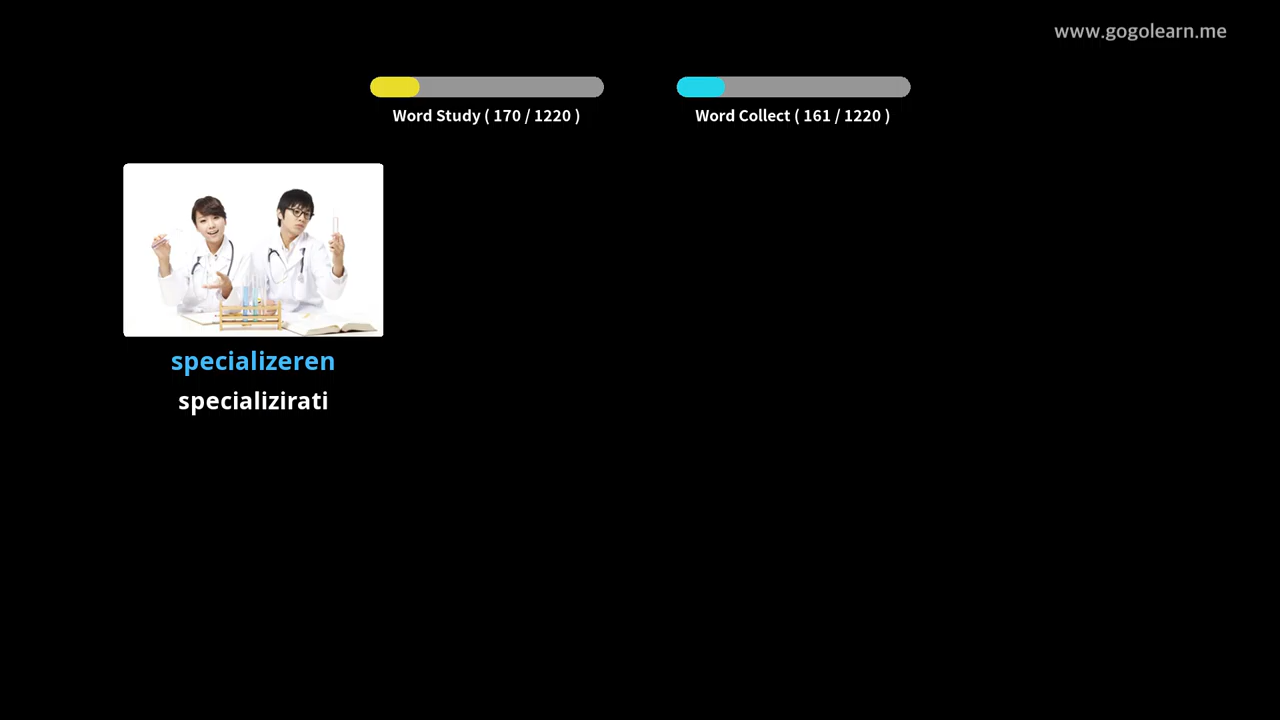 www.gogolearn.me
Word Study ( 170 / 1220 )
Word Collect ( 161 / 1220 )
specializeren
specializirati